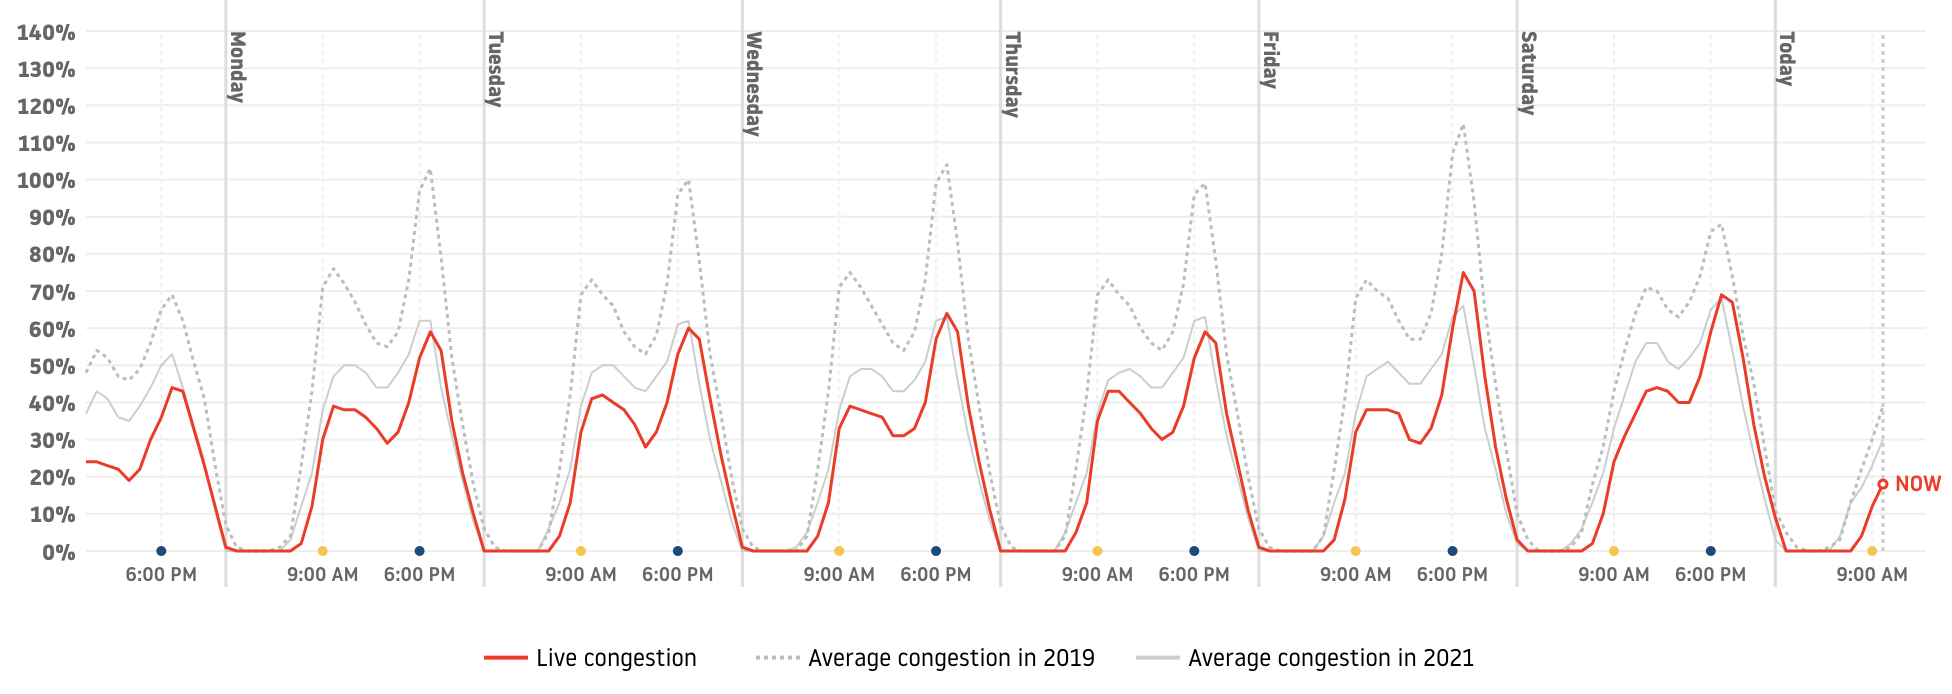 140%
130%
120%
110%
100%
90%
80%
70%
60%
50%
40%
30%
20%
10%
0%
Monday
Tuesday
Wednesday
Thursday
Friday
Saturday
Today
NOW
6:00 PM 9:00 AM 6:00 PM 9:00 AM 6:00 PM 9:00 AM 6:00 PM 9:00 AM 6:00 PM 9:00 AM 6:00 PM 9:00 AM 6:00 PM 9:00 AM
Live congestion Average congestion in 2019 Average congestion in 2021